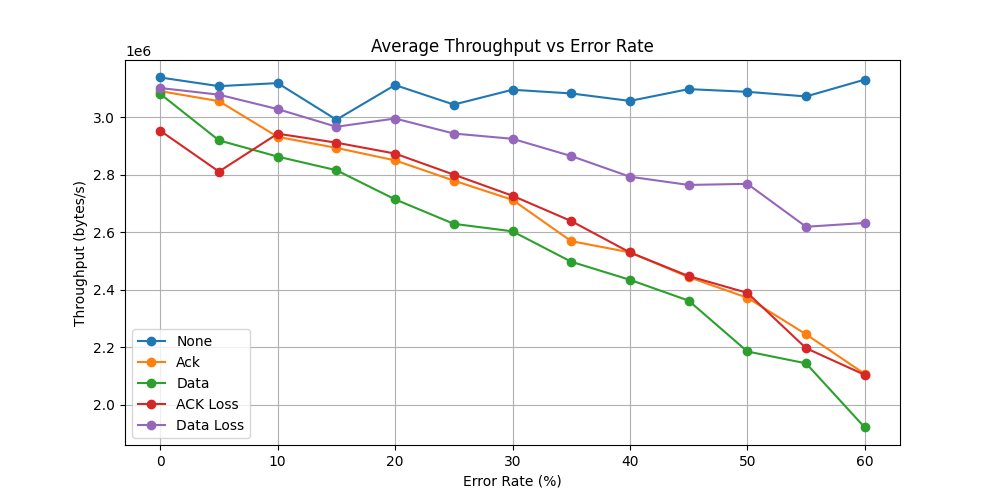 Average Throughput vs Error Rate
1e6
3.0
2.8
2.6
2.4
2.2
2.0
Throughput (bytes/s)
None
Ack
Data
ACK Loss
Data Loss
0 10 20 30 40 50 60
Error Rate (%)